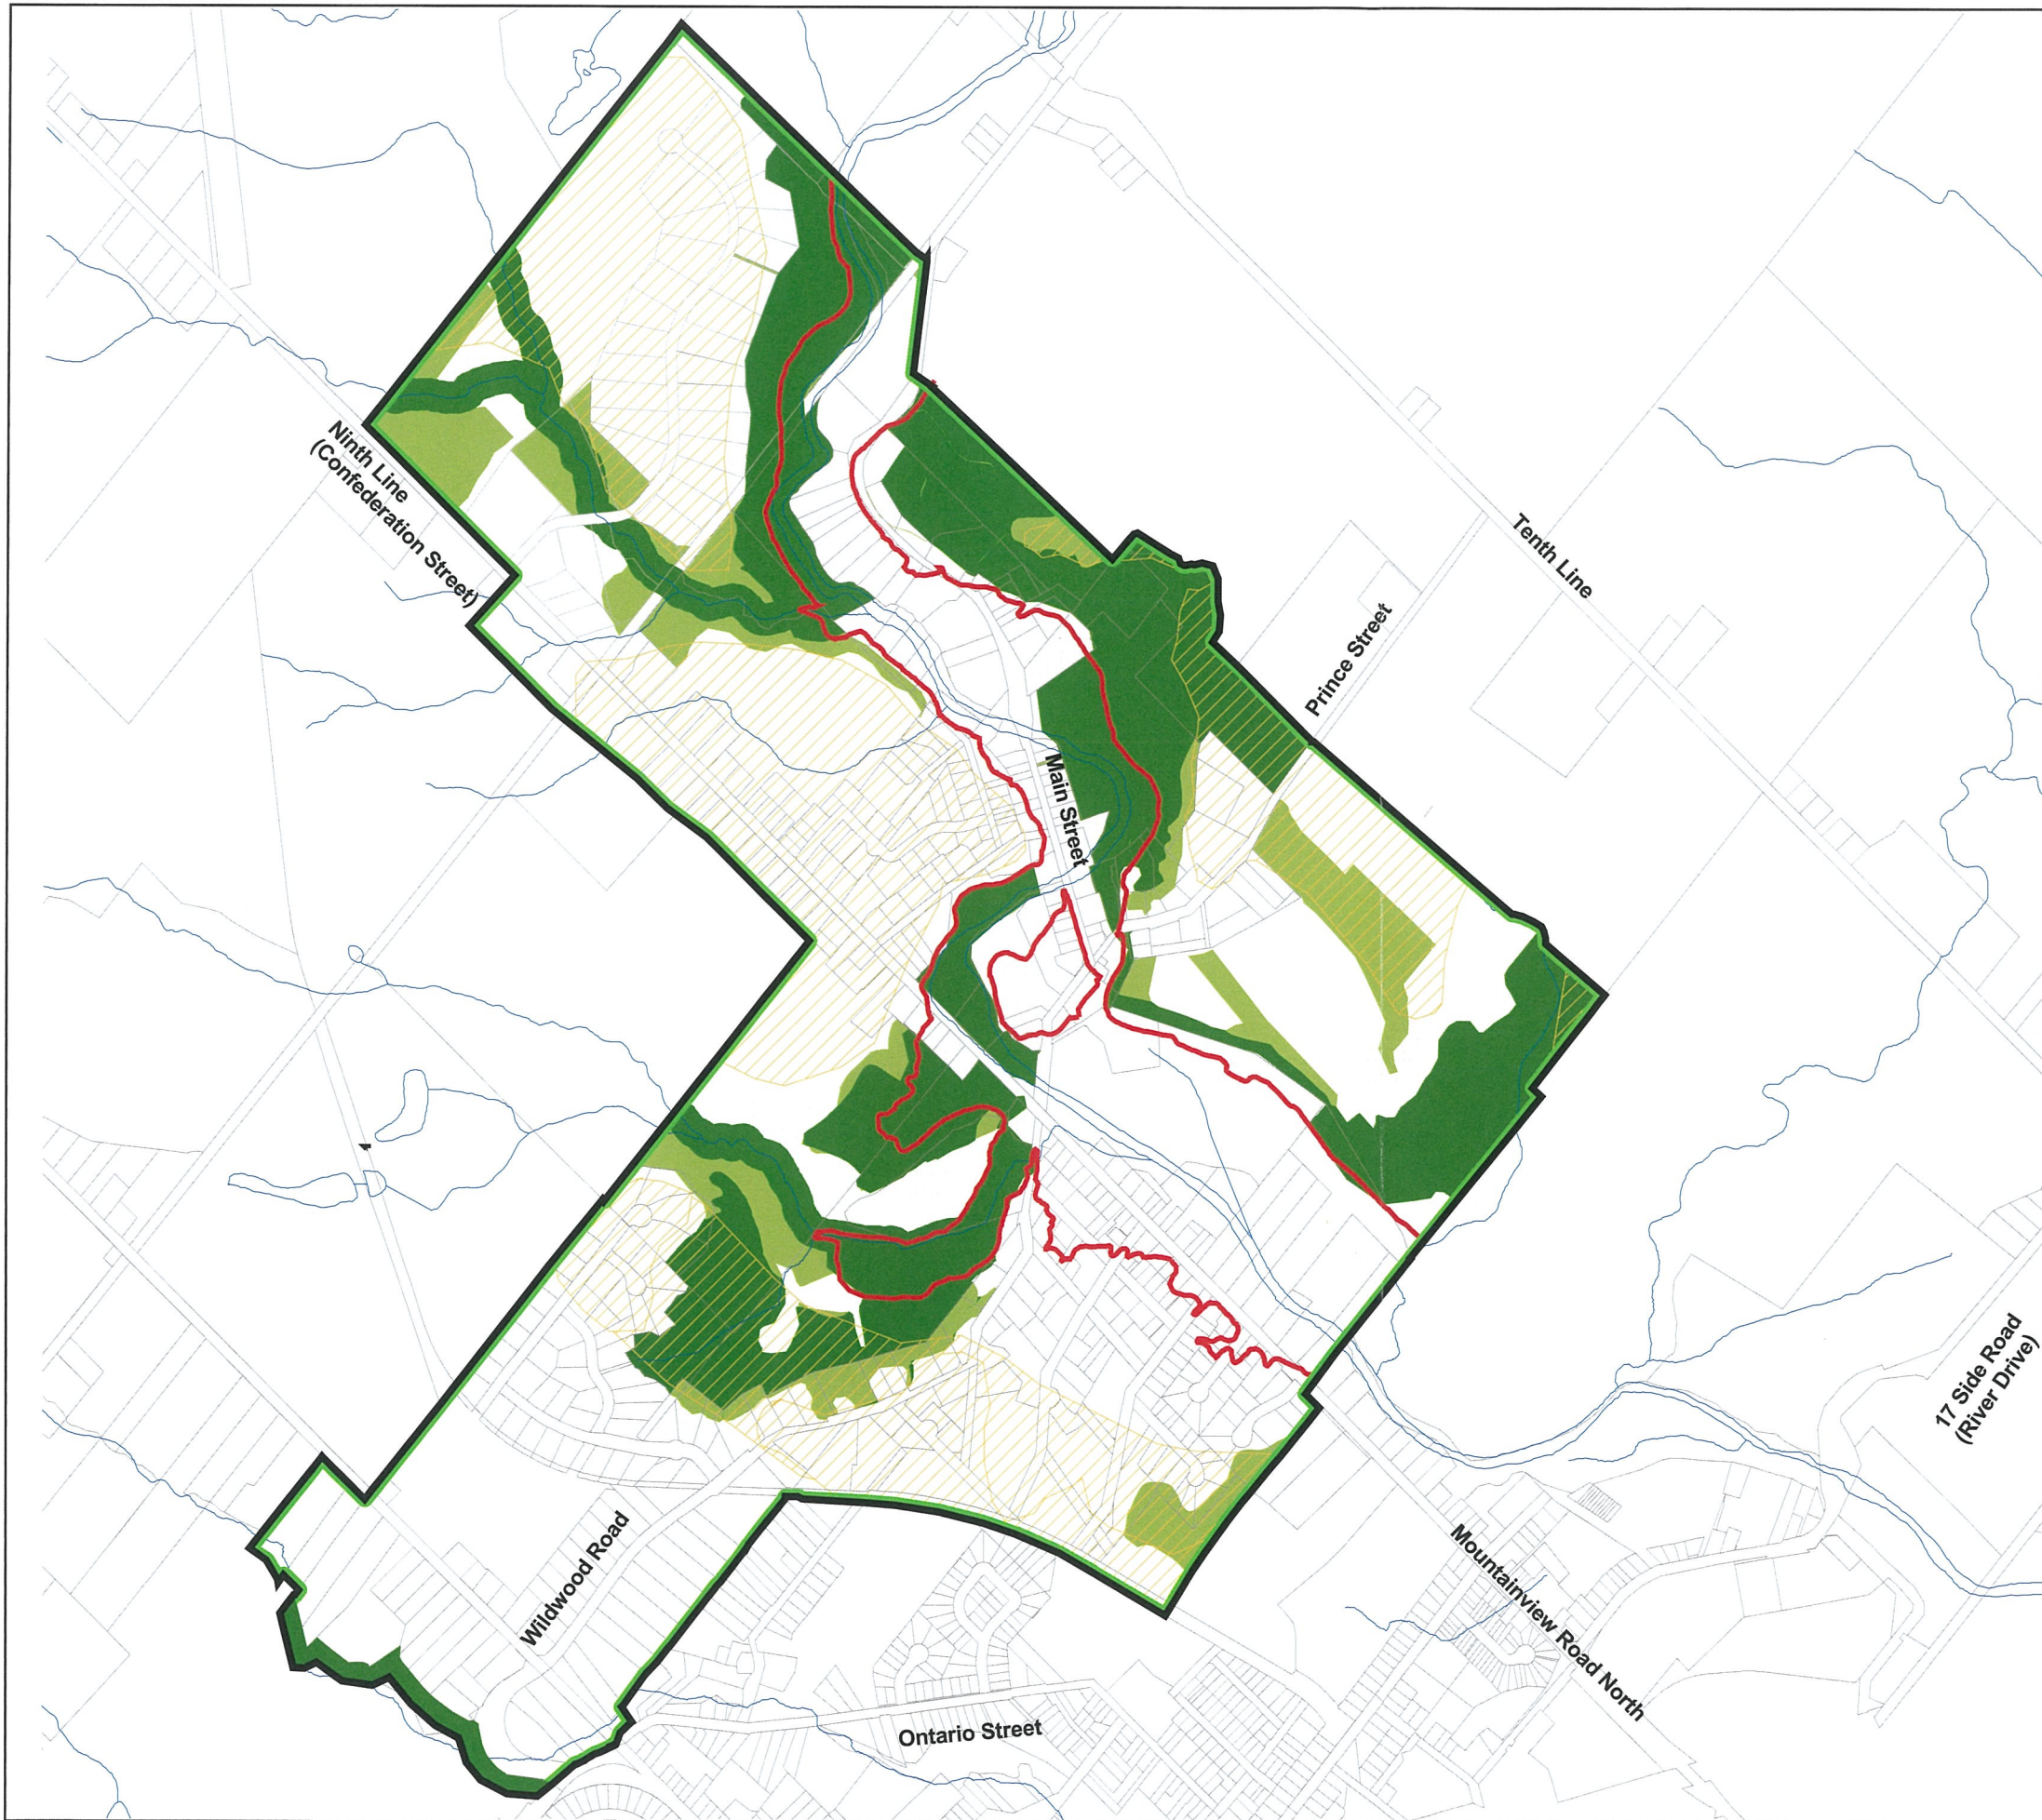 Ninth Line
(Confederation Street)
Tenth Line
Prince Street
Main Street
17 Side Road
(River Drive)
Wildwood Road
Mountainview Road North
Ontario Street